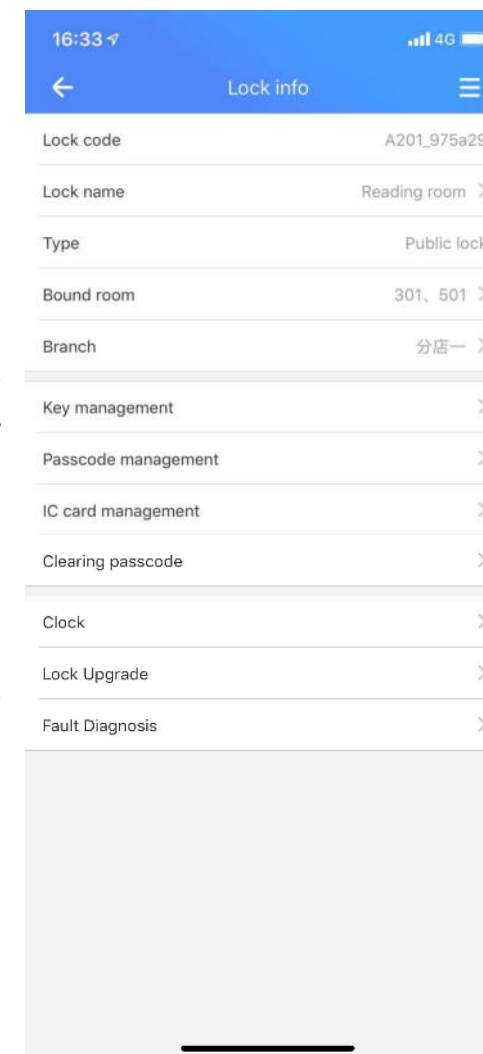 16:33 4G
Lock info
Lock code A201_975a29
Lock name Reading room
Type Public lock
Bound room 301、501
Branch 分店一
Key management
Passcode management
IC card management
Clearing passcode
Clock
Lock Upgrade
Fault Diagnosis